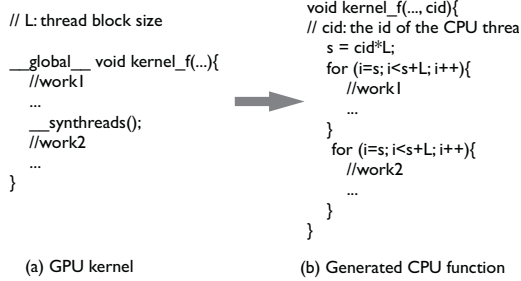 // L: thread block size
__global__ void kernel_f(...){
//work1
...
__synthreads();
//work2
...
}
(a) GPU kernel
void kernel_f(..., cid){
// cid: the id of the CPU threa
s = cid*L;
for (i=s; i<s+L; i++){
//work1
...
}
for (i=s; i<s+L; i++){
//work2
...
}
}
(b) Generated CPU function